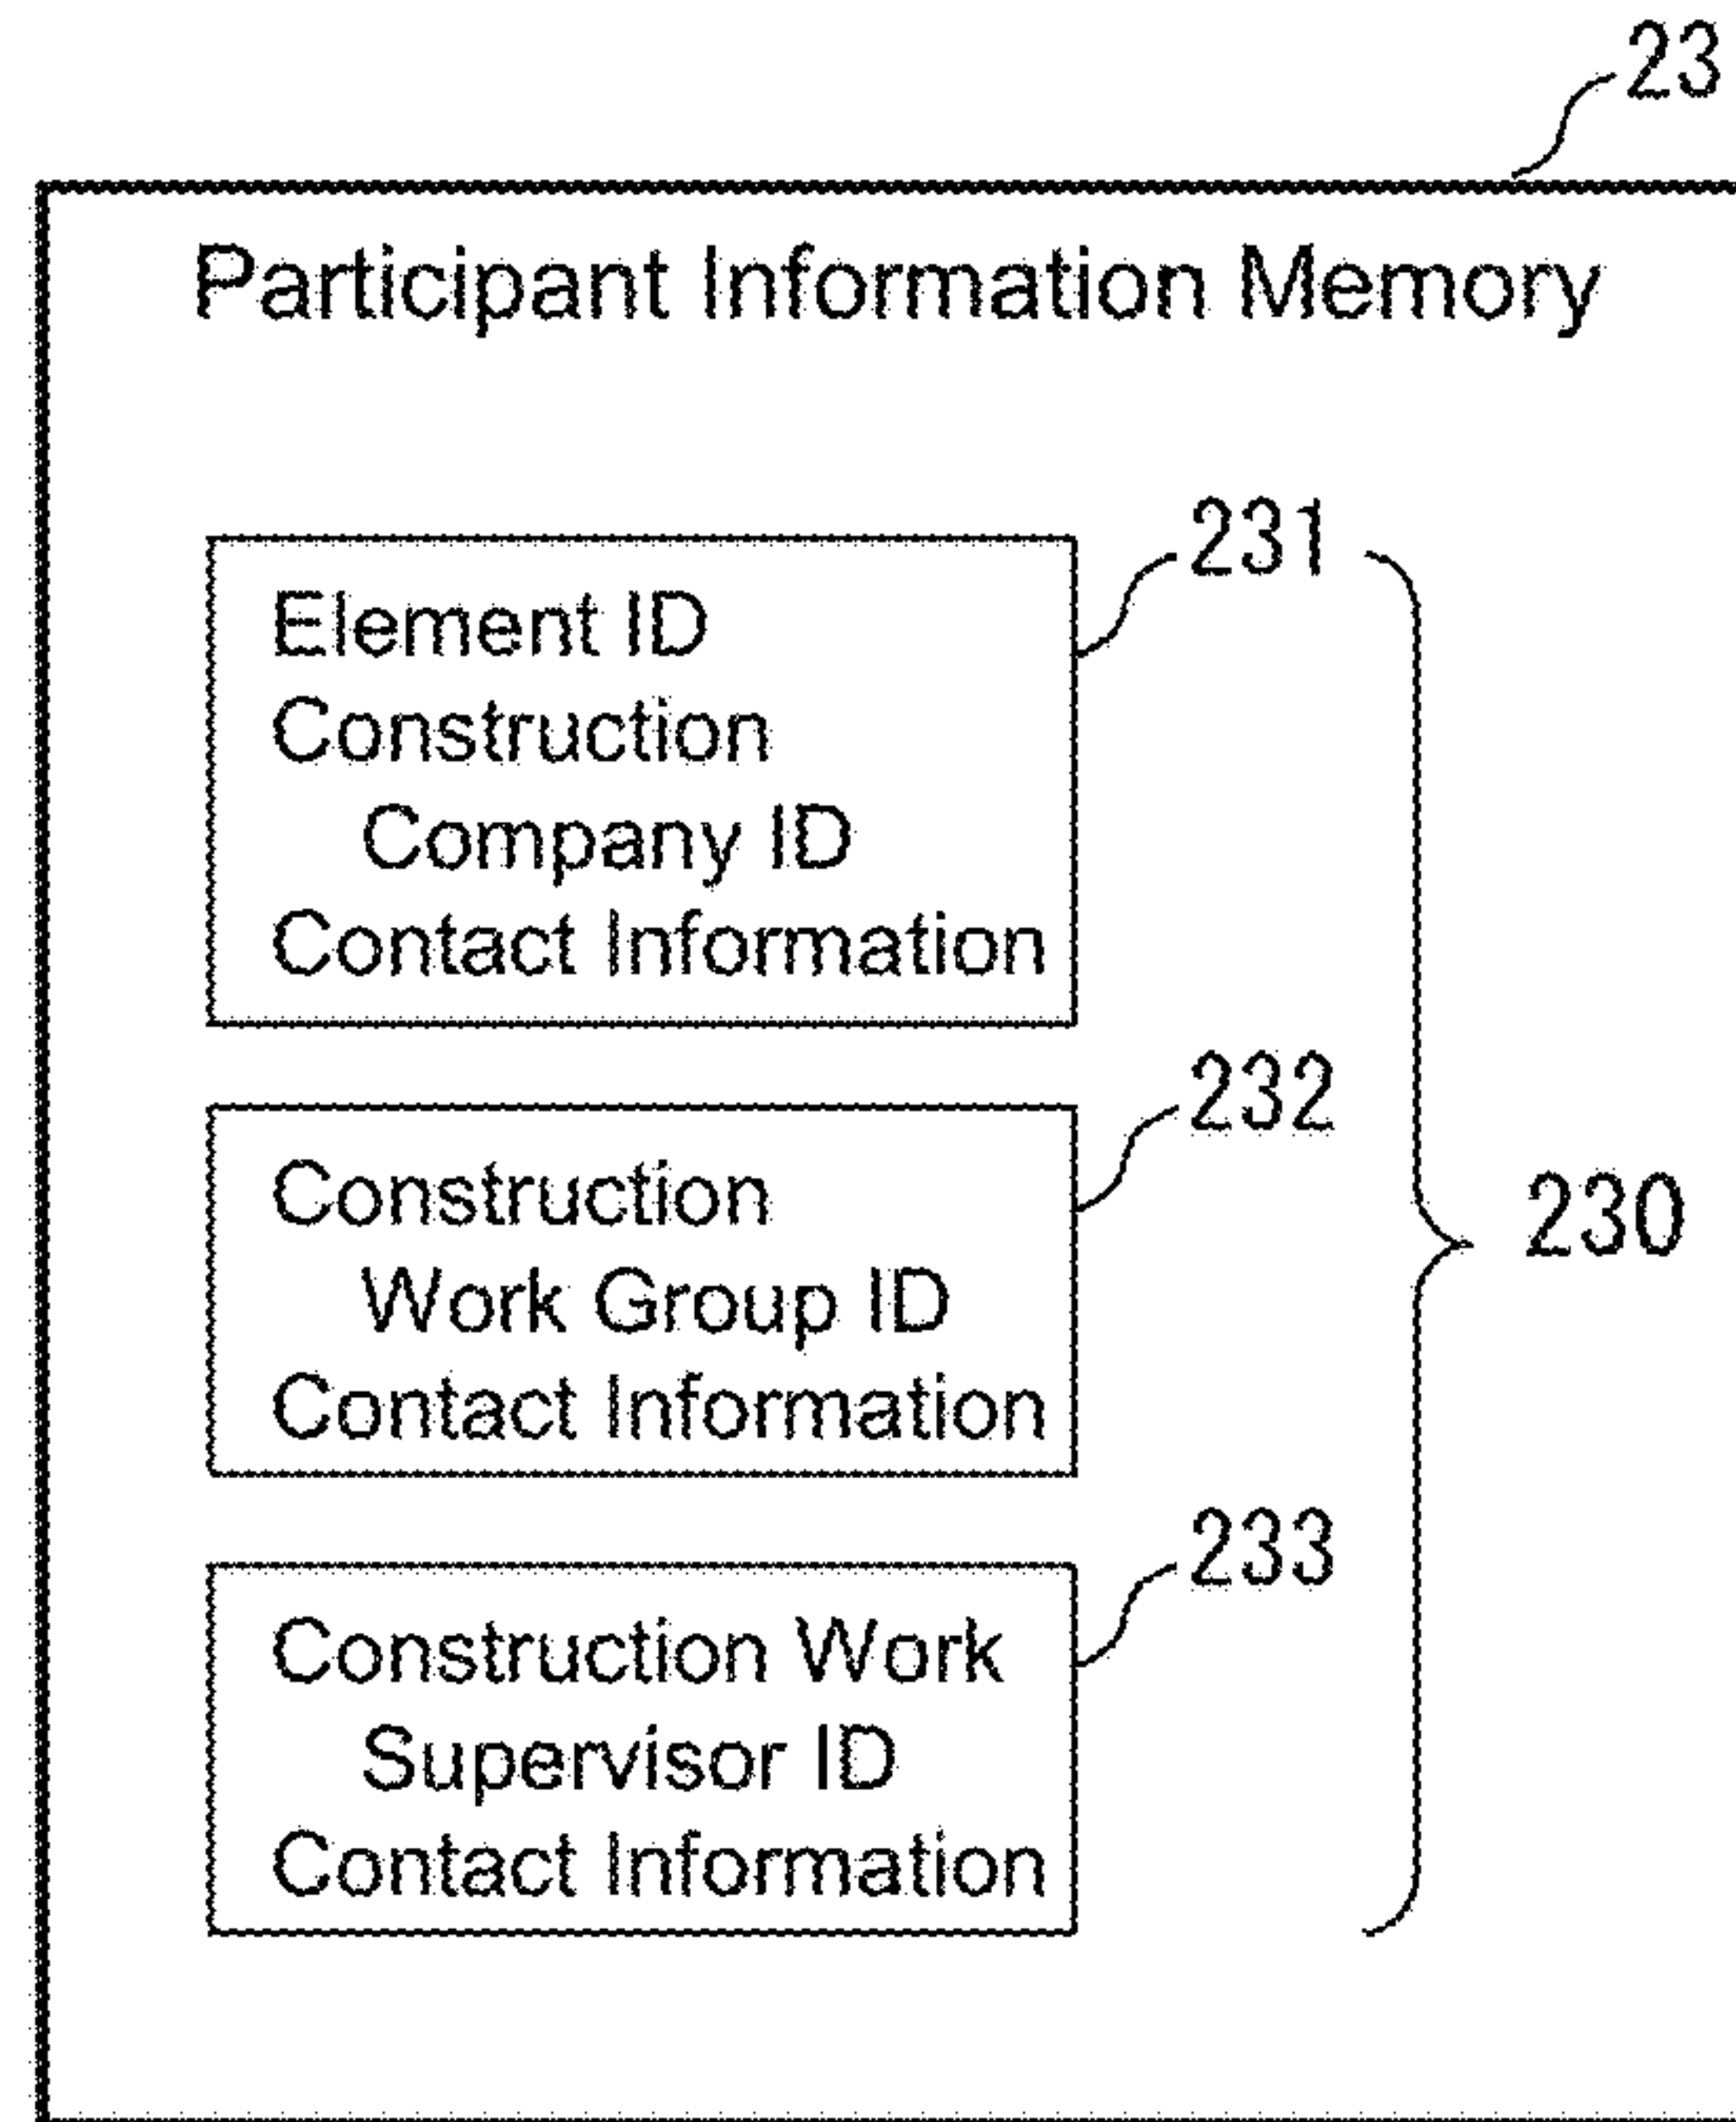 23
Participant Information Memory
231
Element ID
Construction
Company ID
Contact Information
232
Construction
Work Group ID
Contact Information
230
233
Construction Work
Supervisor ID
Contact Information